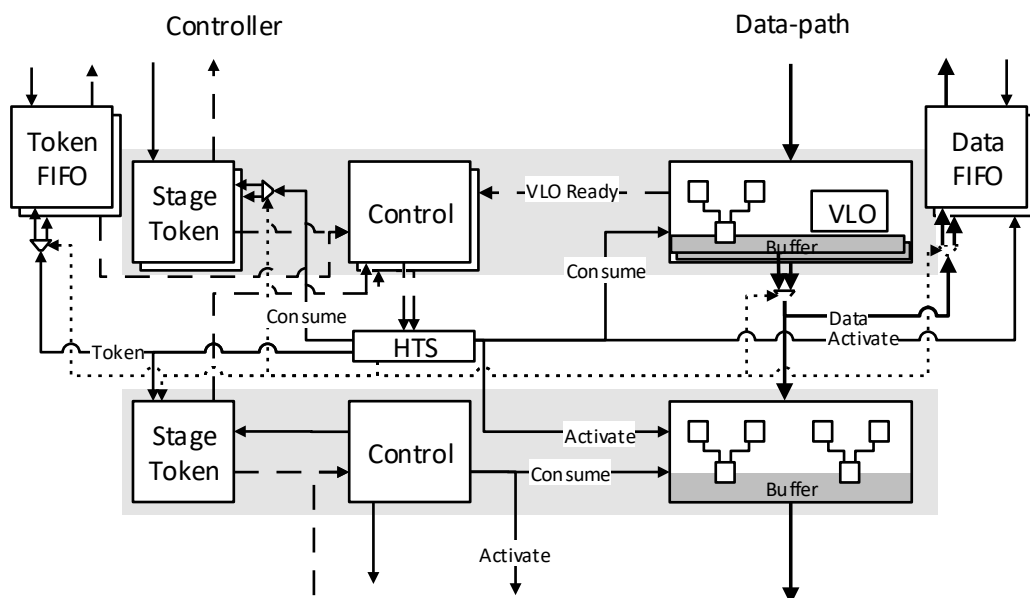 Controller
Data-path
Token
FIFO
Data
FIFO
Stage
Token
Control
VLO Ready
VLO
Buffer
Consume
Consume
Data
Activate
Token
HTS
Stage
Token
Control
Activate
Consume
Buffer
Activate